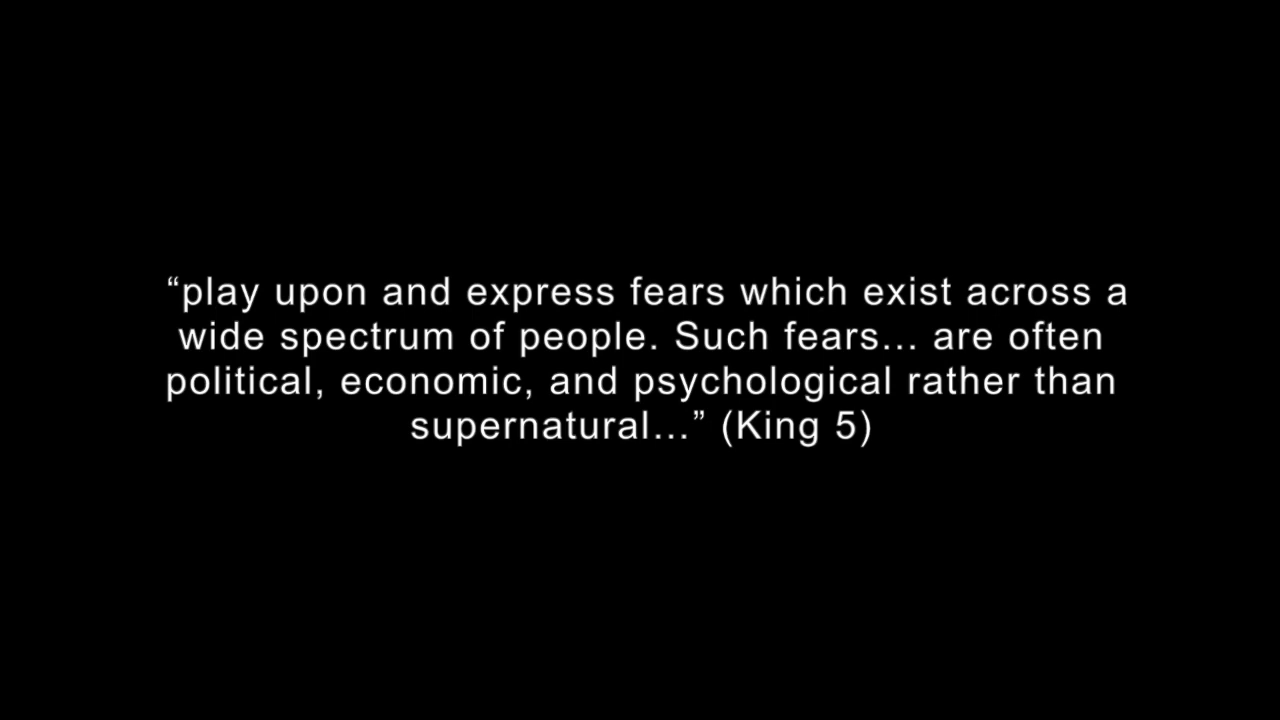 “play upon and express fears which exist across a
wide spectrum of people. Such fears... are often
political, economic, and psychological rather than
supernatural...” (King 5)